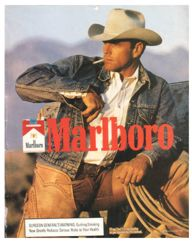 Marlboro
Marlboro
SURGEON GENERAL'S WARNING: Quitting Smoking
Now Greatly Reduces Serious Risks to Your Health.